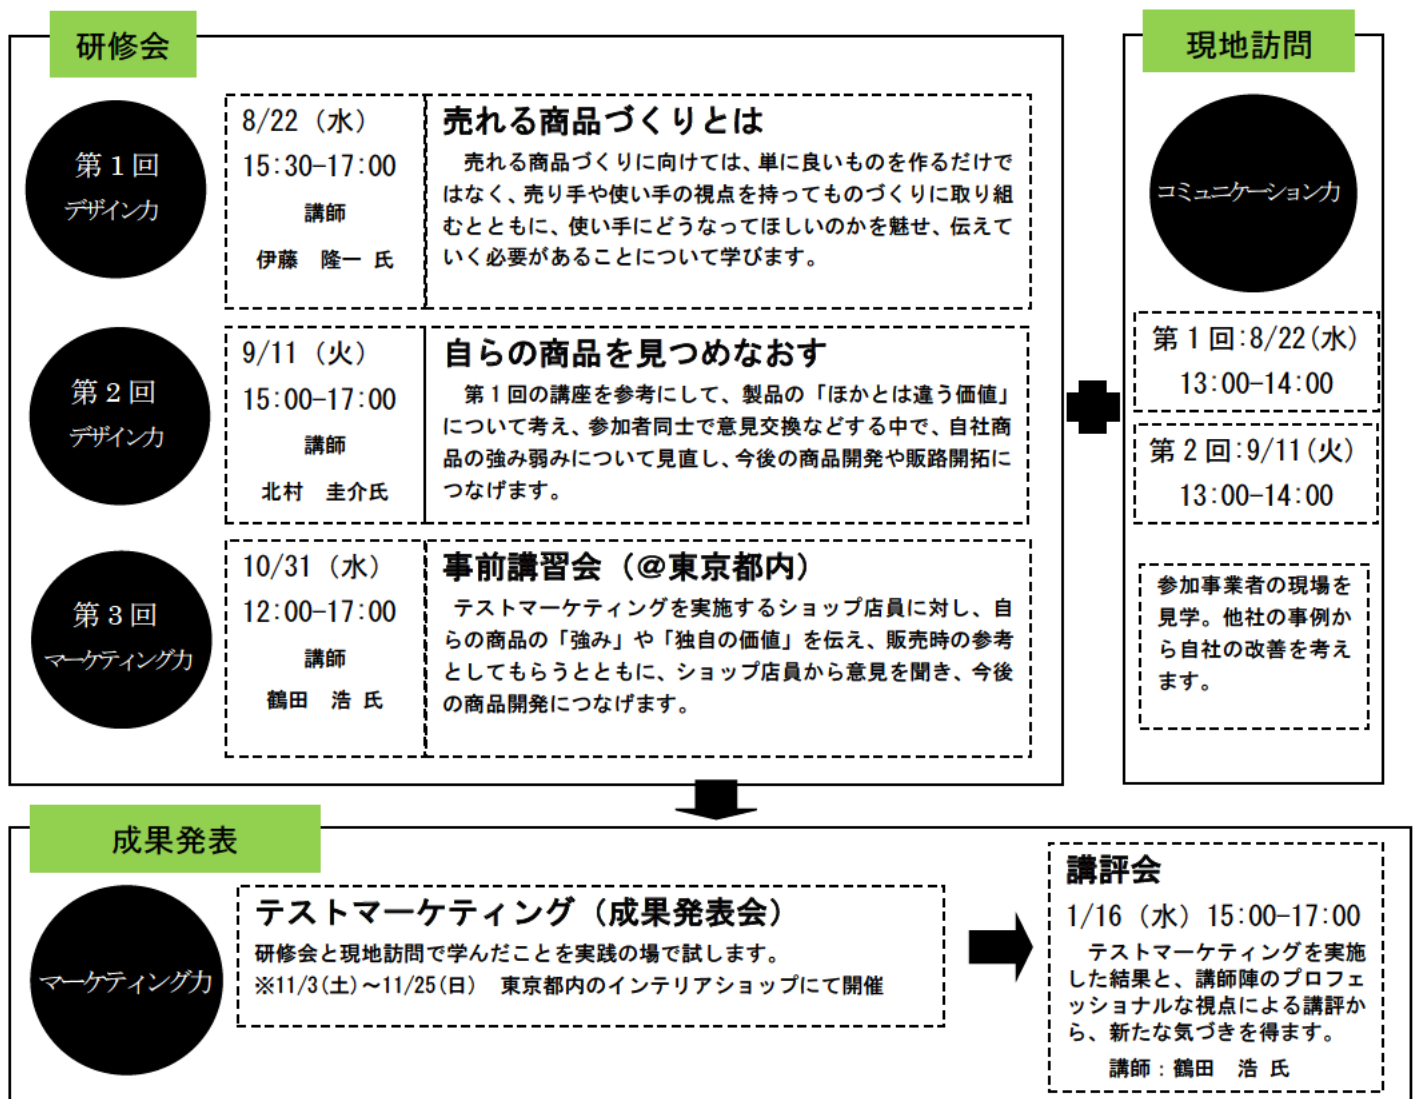 研修会
第１回
デザイン力
8/22（水）
15:30-17:00
講師
伊藤　隆一 氏
売れる商品づくりとは
売れる商品づくりに向けては、単に良いものを作るだけで
はなく、売り手や使い手の視点を持ってものづくりに取り組
むとともに、使い手にどうなってほしいのかを魅せ、伝えて
いく必要があることについて学びます。
第２回
デザイン力
9/11（火）
15:00-17:00
講師
北村　圭介氏
自らの商品を見つめなおす
第１回の講座を参考にして、製品の「ほかとは違う価値」
について考え、参加者同士で意見交換などする中で、自社商
品の強み弱みについて見直し、今後の商品開発や販路開拓に
つなげます。
第３回
マーケティング力
10/31（水）
12:00-17:00
講師
鶴田　浩 氏
事前講習会（＠東京都内）
テストマーケティングを実施するショップ店員に対し、自
らの商品の「強み」や「独自の価値」を伝え、販売時の参考
としてもらうとともに、ショップ店員から意見を聞き、今後
の商品開発につなげます。
現地訪問
コミュニケーション力
第１回:8/22(水)
13:00-14:00
第２回:9/11(火)
13:00-14:00
参加事業者の現場を
見学。他社の事例か
ら自社の改善を考え
ます。
成果発表
マーケティング力
テストマーケティング（成果発表会）
研修会と現地訪問で学んだことを実践の場で試します。
※11/3(土)～11/25(日)　東京都内のインテリアショップにて開催
講評会
1/16（水）15:00-17:00
テストマーケティングを実施
した結果と、講師陣のプロフェ
ッショナルな視点による講評か
ら、新たな気づきを得ます。
講師：鶴田　浩 氏